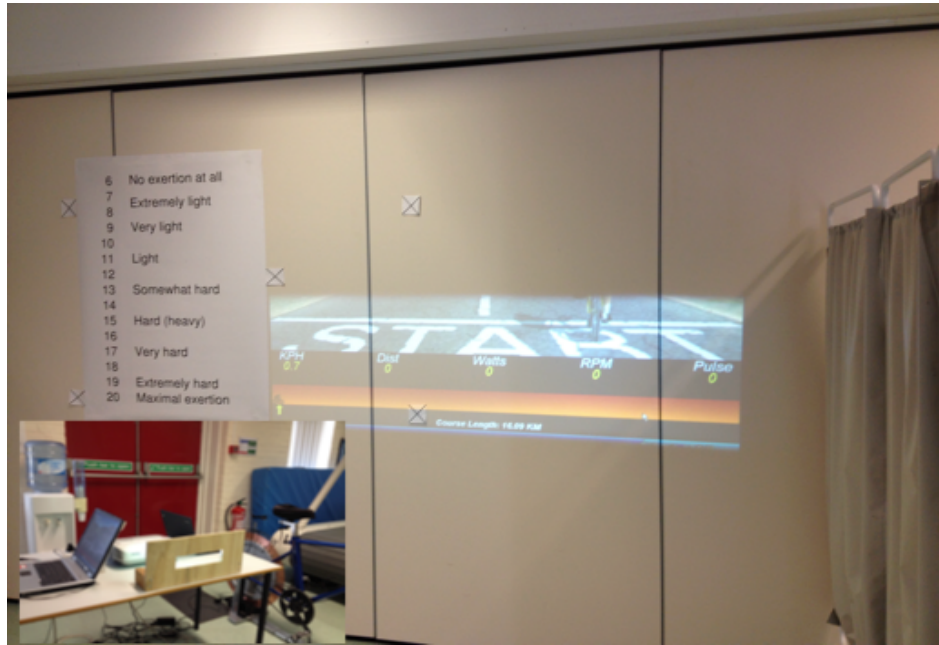 6 No exertion at all
7 Extremely light
8
9 Very light
10
11 Light
12
13 Somewhat hard
14
15 Hard (heavy)
16
17 Very hard
18
19 Extremely hard
20 Maximal exertion
START
KPH Dist Watts RPM Pulse
0.7 0 0 0 0
Course Length: 16.09 KM